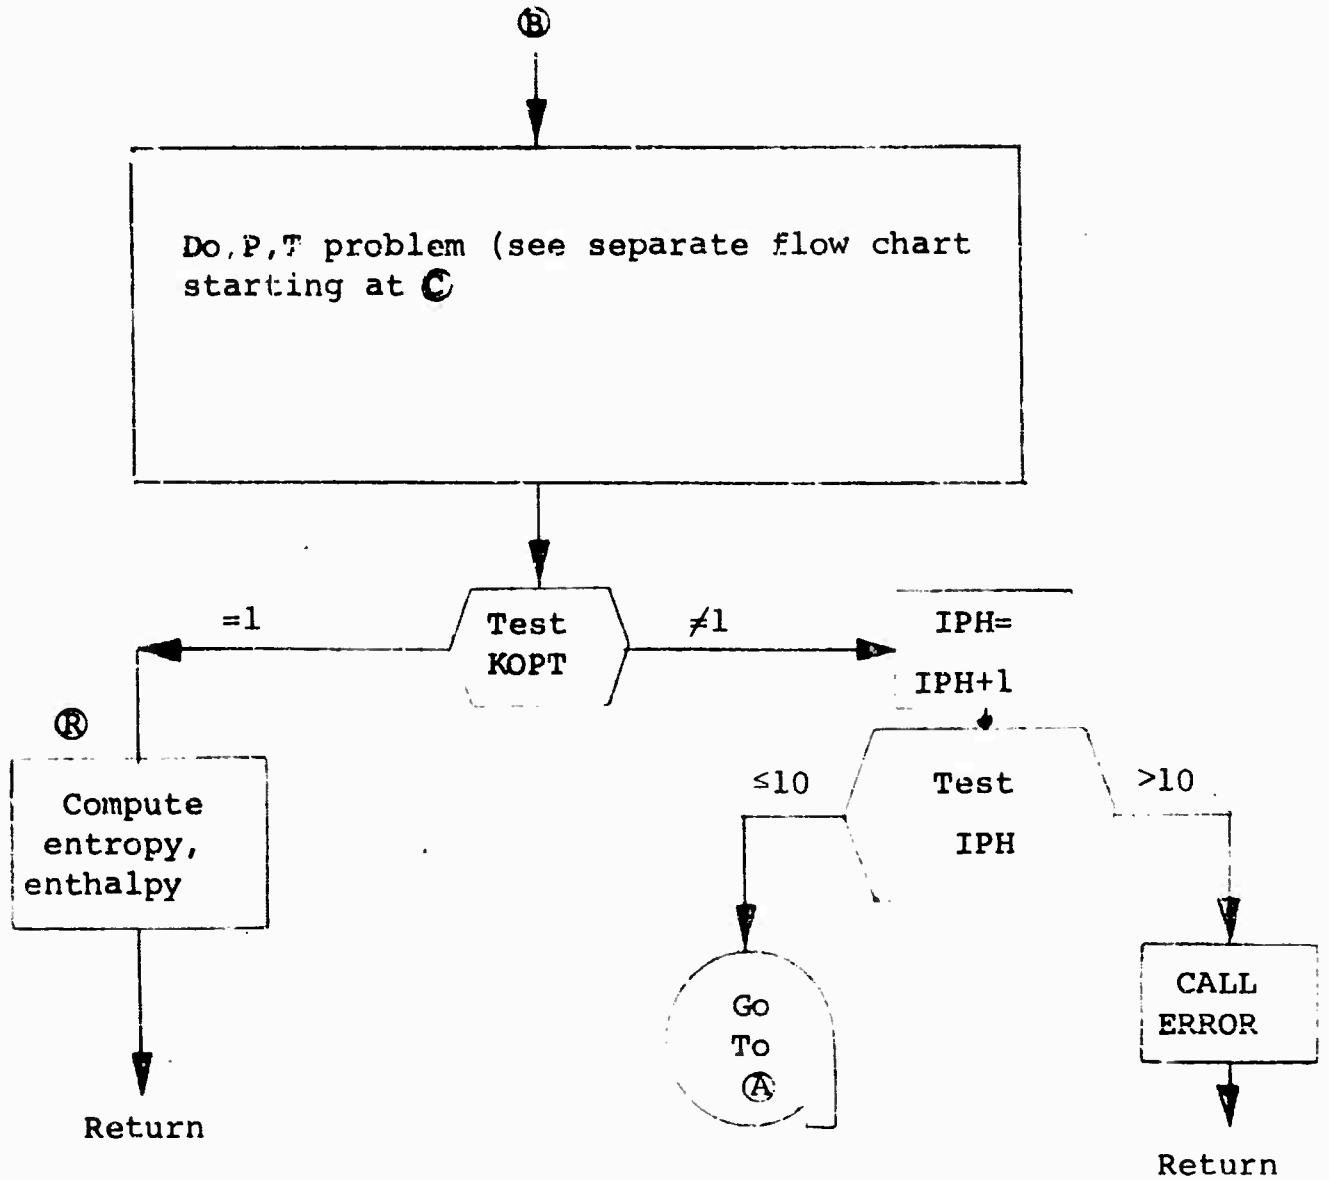 Ⓑ
Do,P,T problem (see separate flow chart
starting at Ⓒ
=1
Test
KOPT
≠1
IPH=
IPH+1
Ⓡ
Compute
entropy,
enthalpy
≤10
Test
IPH
>10
Go
To
Ⓐ
CALL
ERROR
Return
Return